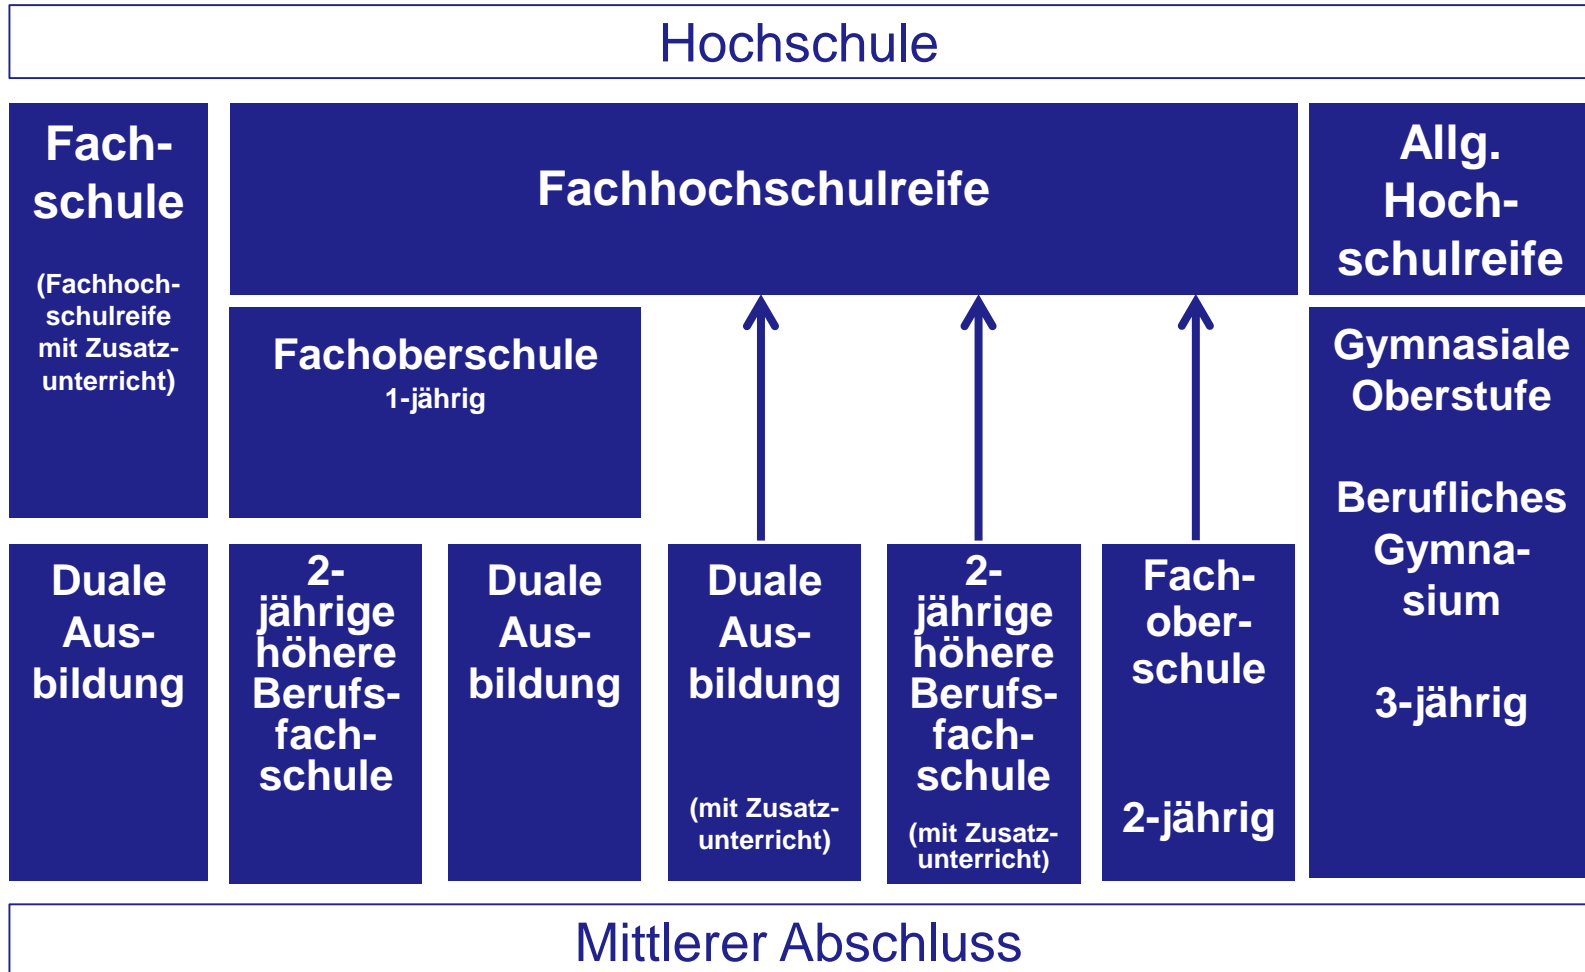 Hochschule
Fach-
schule
(Fachhoch-
schulreife
mit Zusatz-
unterricht)
Fachhochschulreife
Allg.
Hoch-
schulreife
Fachoberschule
1-jährig
Gymnasiale
Oberstufe
Berufliches
Gymna-
sium
3-jährig
Duale
Aus-
bildung
2-
jährige
höhere
Berufs-
fach-
schule
Duale
Aus-
bildung
Duale
Aus-
bildung
(mit Zusatz-
unterricht)
2-
jährige
höhere
Berufs-
fach-
schule
(mit Zusatz-
unterricht)
Fach-
ober-
schule
2-jährig
Mittlerer Abschluss